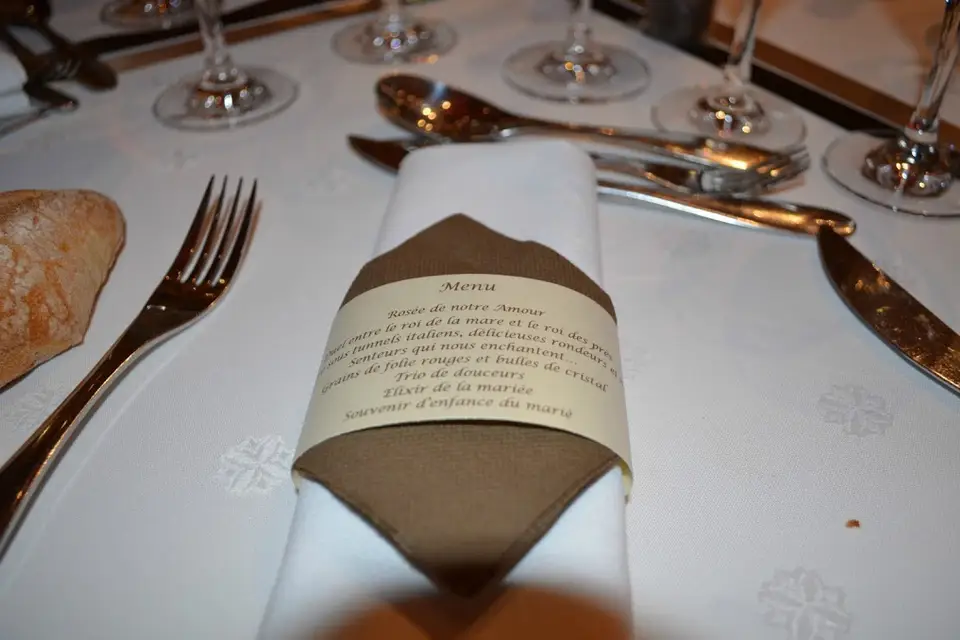 Menu
Rosée de notre Amour
entre le roi de la mare et le roi des prés
sous tunnels italiens, délicieuses rondeurs et
Senteurs qui nous enchantent...
Grains de folie rouges et bulles de cristal
Trio de douceurs
Elixir de la mariée
Souvenir d'enfance du marié